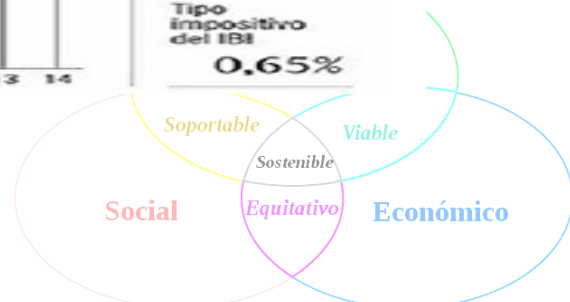 Tipo
impositivo
del IBI
0,65%
3 14
Soportable
Viable
Sostenible
Equitativo
Social
Económico